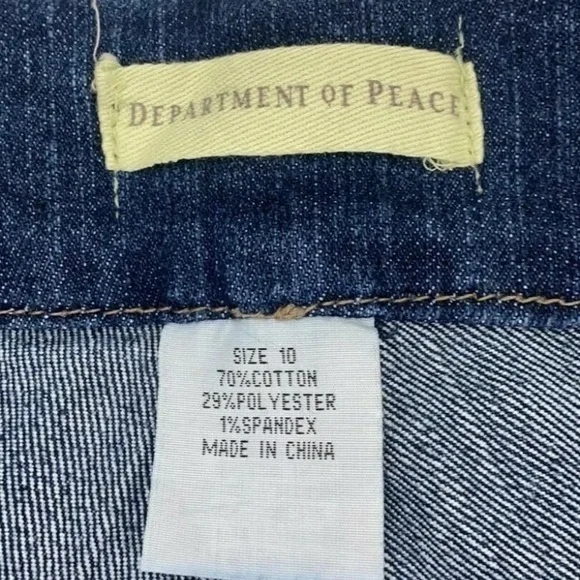 DEPARTMENT OF PEACE
SIZE 10
70%COTTON
29%POLYESTER
1%SPANDEX
MADE IN CHINA